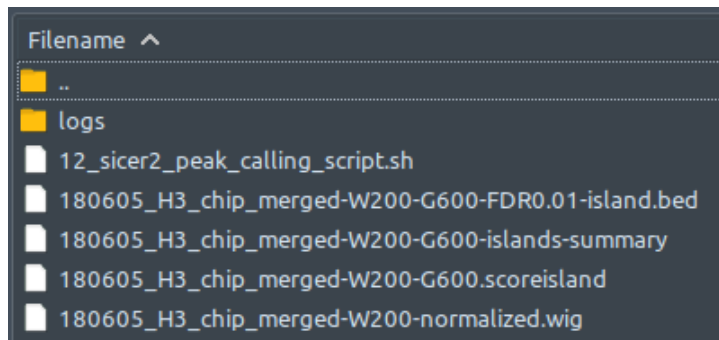 Filename
..
logs
12_sicer2_peak_calling_script.sh
180605_H3_chip_merged-W200-G600-FDR0.01-island.bed
180605_H3_chip_merged-W200-G600-islands-summary
180605_H3_chip_merged-W200-G600.scoreisland
180605_H3_chip_merged-W200-normalized.wig